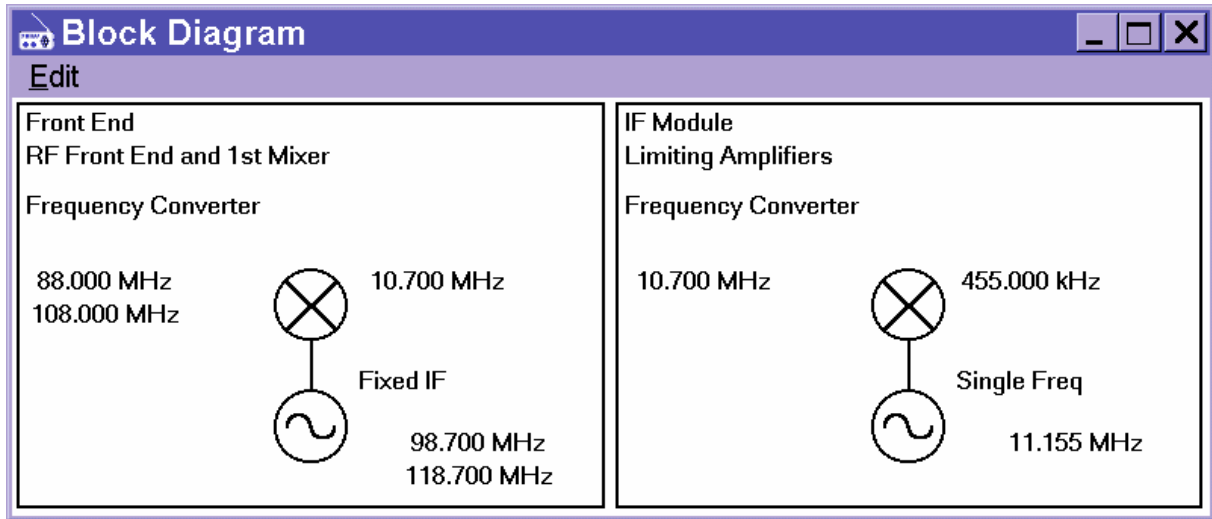 Block Diagram
Edit
Front End
RF Front End and 1st Mixer
Frequency Converter
88.000 MHz
108.000 MHz
10.700 MHz
Fixed IF
98.700 MHz
118.700 MHz
IF Module
Limiting Amplifiers
Frequency Converter
10.700 MHz
455.000 kHz
Single Freq
11.155 MHz